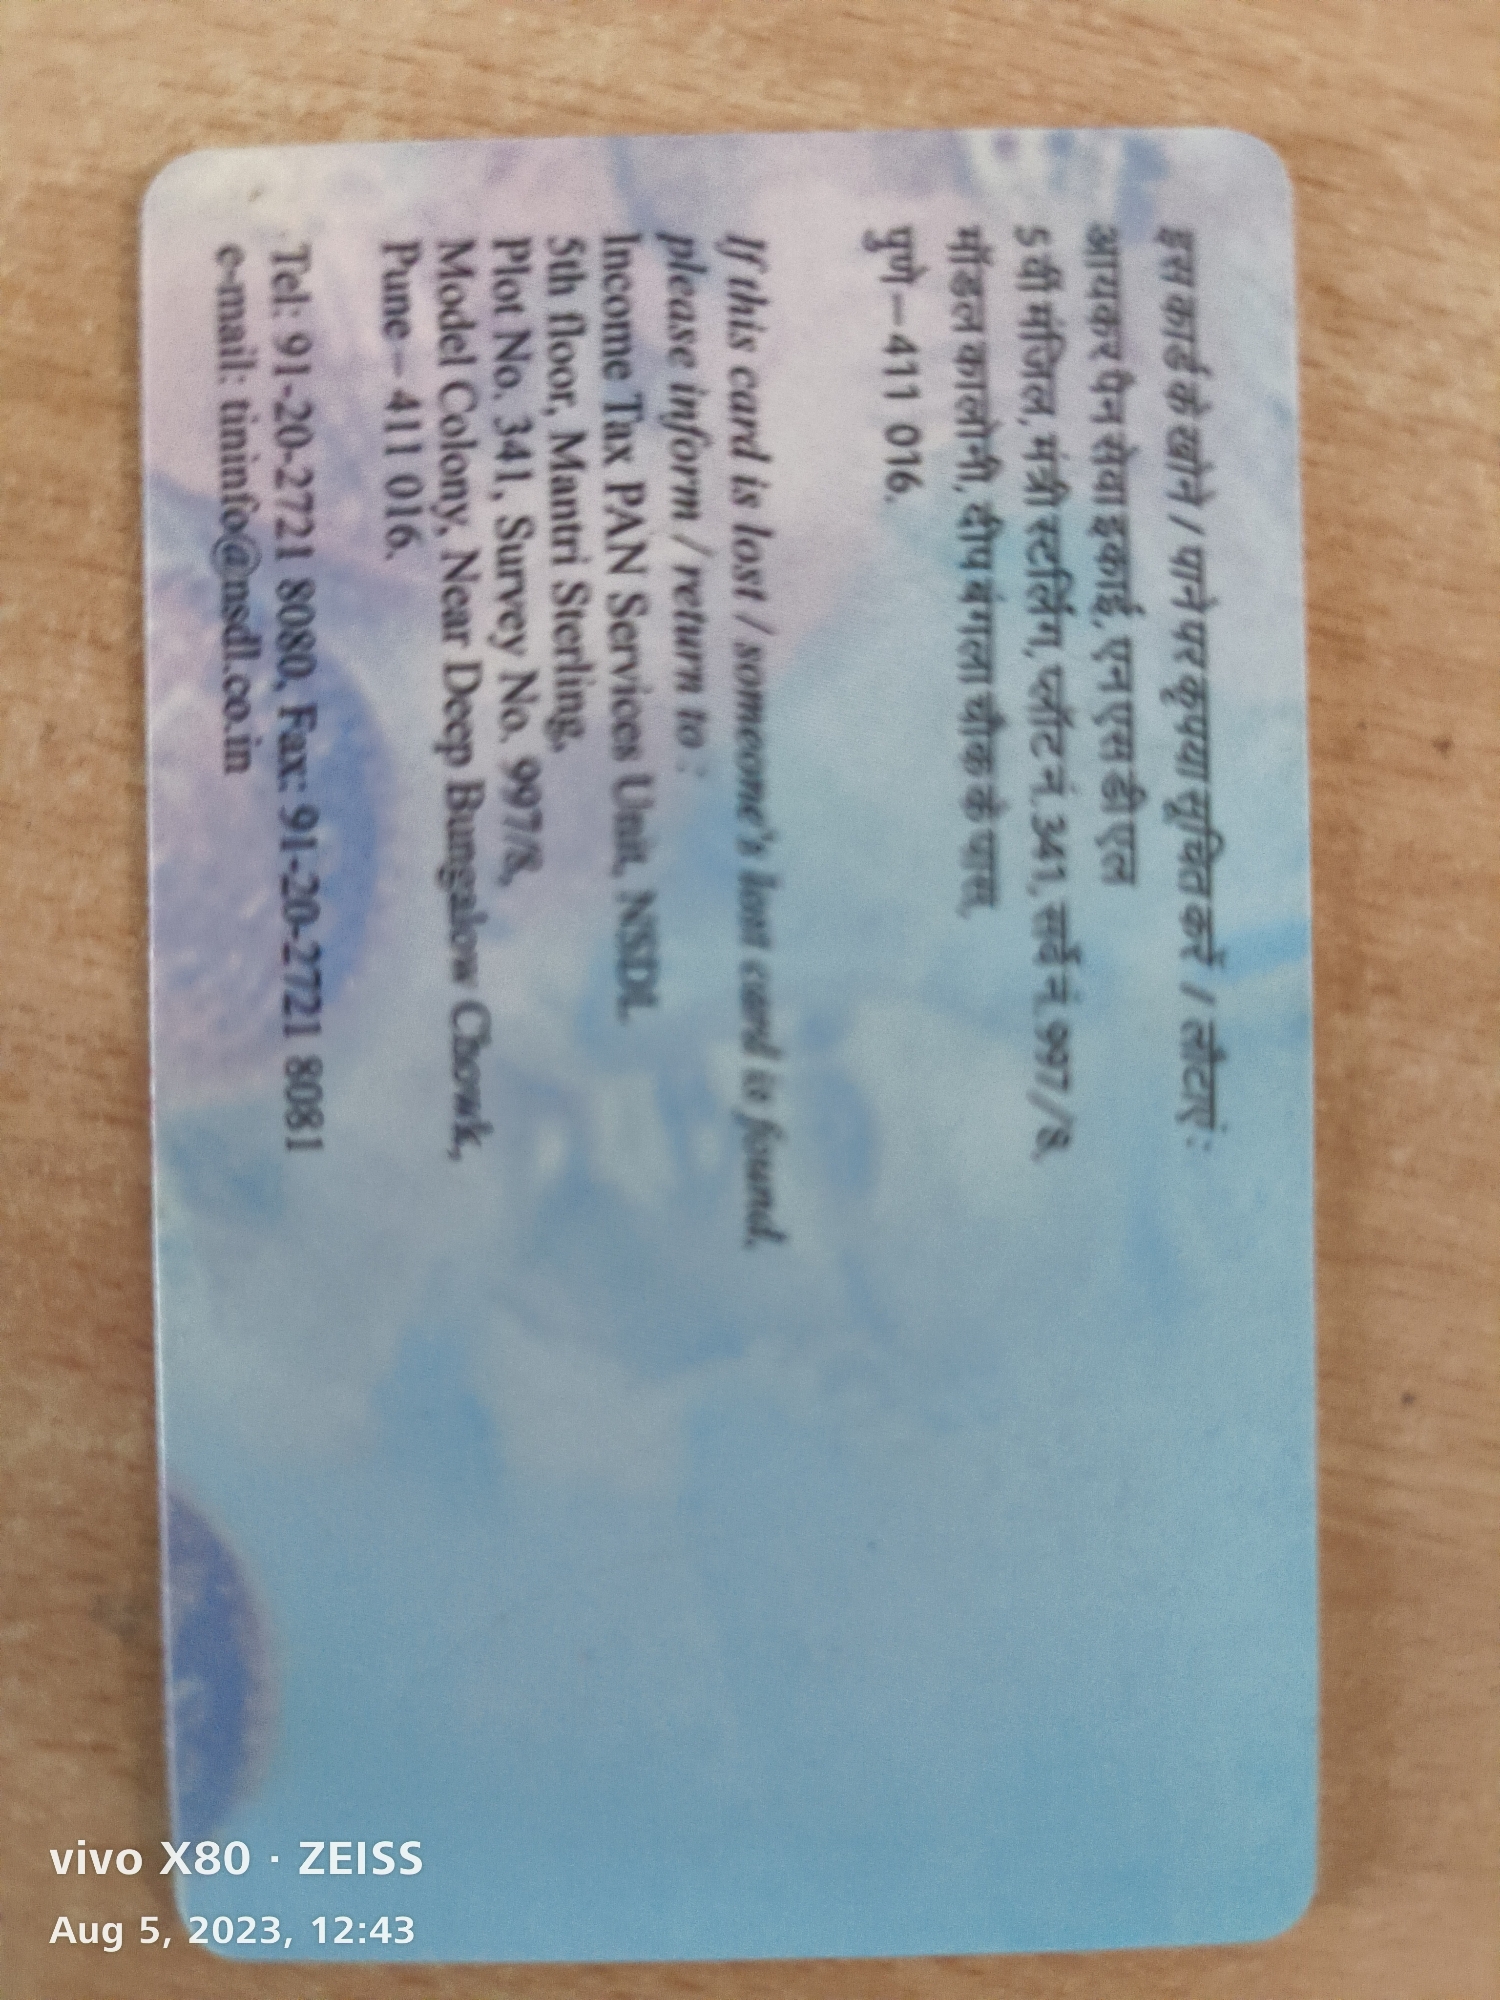 इस कार्ड के खोने / पाने पर कृपया सूचित करें / लौटाएं :
आयकर पैन सेवा इकाई, एन एस डी एल
5 वी मंजिल, मंत्री स्टर्लिंग, प्लॉट नं. 341, सर्वे नं. 997/8,
मॉडल कालोनी, दीप बंगला चौक के पास,
पुणे – 411 016.
If this card is lost / someone's lost card is found,
please inform / return to :
Income Tax PAN Services Unit, NSDL
5th floor, Mantri Sterling,
Plot No. 341, Survey No. 997/8,
Model Colony, Near Deep Bungalow Chowk,
Pune – 411 016.
Tel: 91-20-2721 8080, Fax: 91-20-2721 8081
e-mail: tininfo@nsdl.co.in
vivo X80 · ZEISS
Aug 5, 2023, 12:43